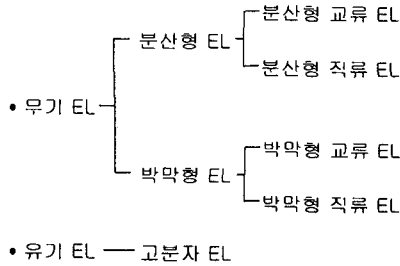 분산형 교류 EL
분산형 EL
분산형 직류 EL
• 무기 EL
박막형 교류 EL
박막형 EL
박막형 직류 EL
• 유기 EL 고분자 EL